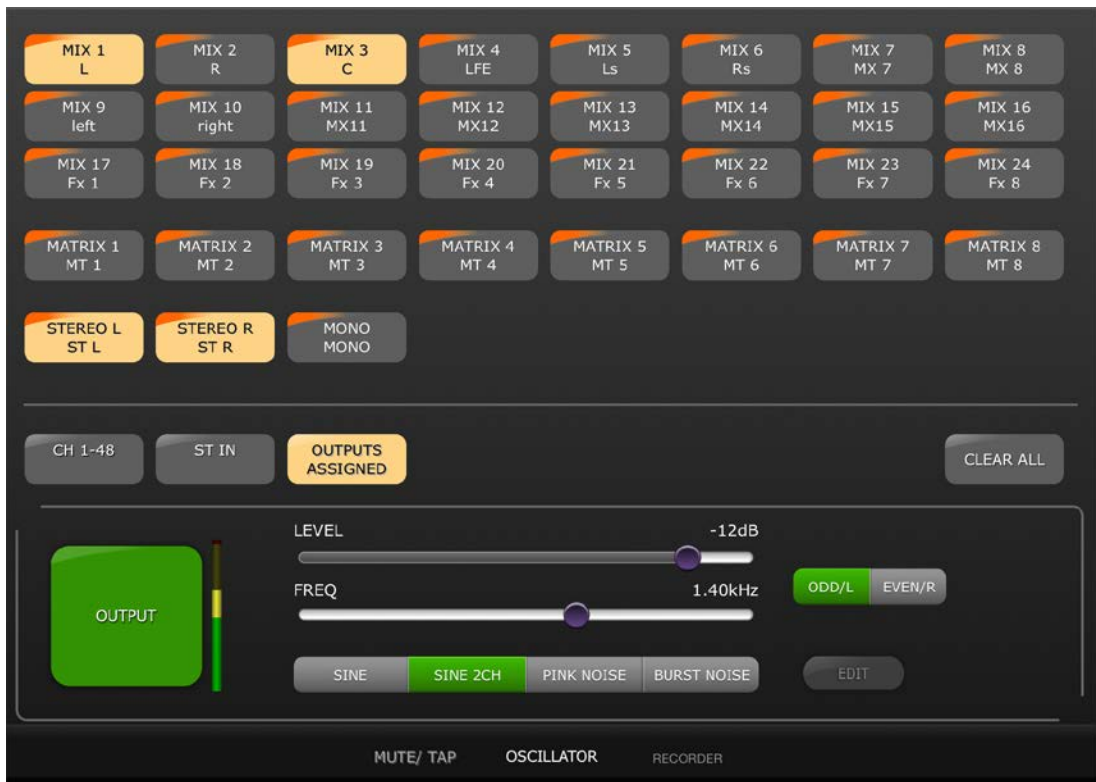 MIX 1 MIX 2 MIX 3 MIX 4 MIX 5 MIX 6 MIX 7 MIX 8
L R C LFE Ls Rs MX 7 MX 8
MIX 9 MIX 10 MIX 11 MIX 12 MIX 13 MIX 14 MIX 15 MIX 16
left right MX11 MX12 MX13 MX14 MX15 MX16
MIX 17 MIX 18 MIX 19 MIX 20 MIX 21 MIX 22 MIX 23 MIX 24
Fx 1 Fx 2 Fx 3 Fx 4 Fx 5 Fx 6 Fx 7 Fx 8
MATRIX 1 MATRIX 2 MATRIX 3 MATRIX 4 MATRIX 5 MATRIX 6 MATRIX 7 MATRIX 8
MT 1 MT 2 MT 3 MT 4 MT 5 MT 6 MT 7 MT 8
STEREO L STEREO R MONO
ST L ST R MONO
CH 1-48 ST IN OUTPUTS
ASSIGNED
CLEAR ALL
LEVEL -12dB
FREQ 1.40kHz
ODD/L EVEN/R
OUTPUT
SINE SINE 2CH PINK NOISE BURST NOISE EDIT
MUTE/ TAP OSCILLATOR RECORDER